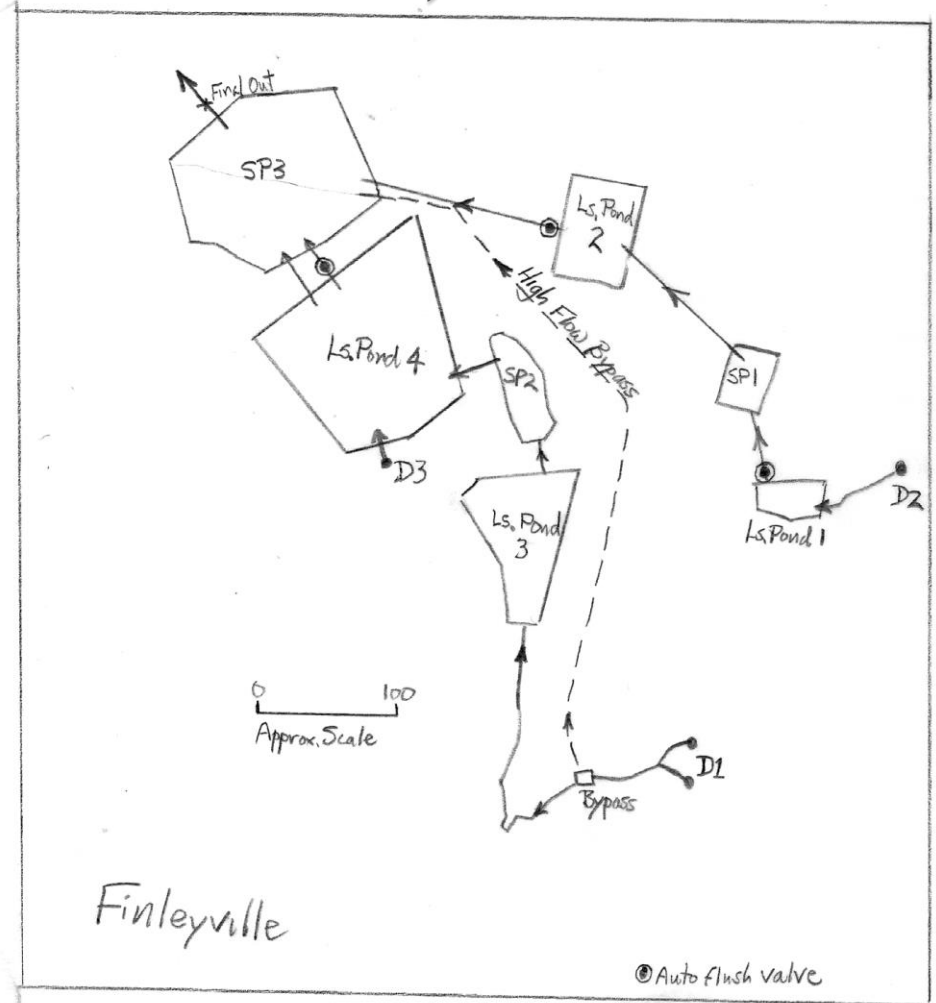 Final Out
SP3
Ls. Pond
2
High Flow Bypass
Ls. Pond 4
SP2
SP1
D3
D2
Ls. Pond 1
Ls. Pond
3
0 100
Approx. Scale
D1
Bypass
Finleyville
Auto flush valve